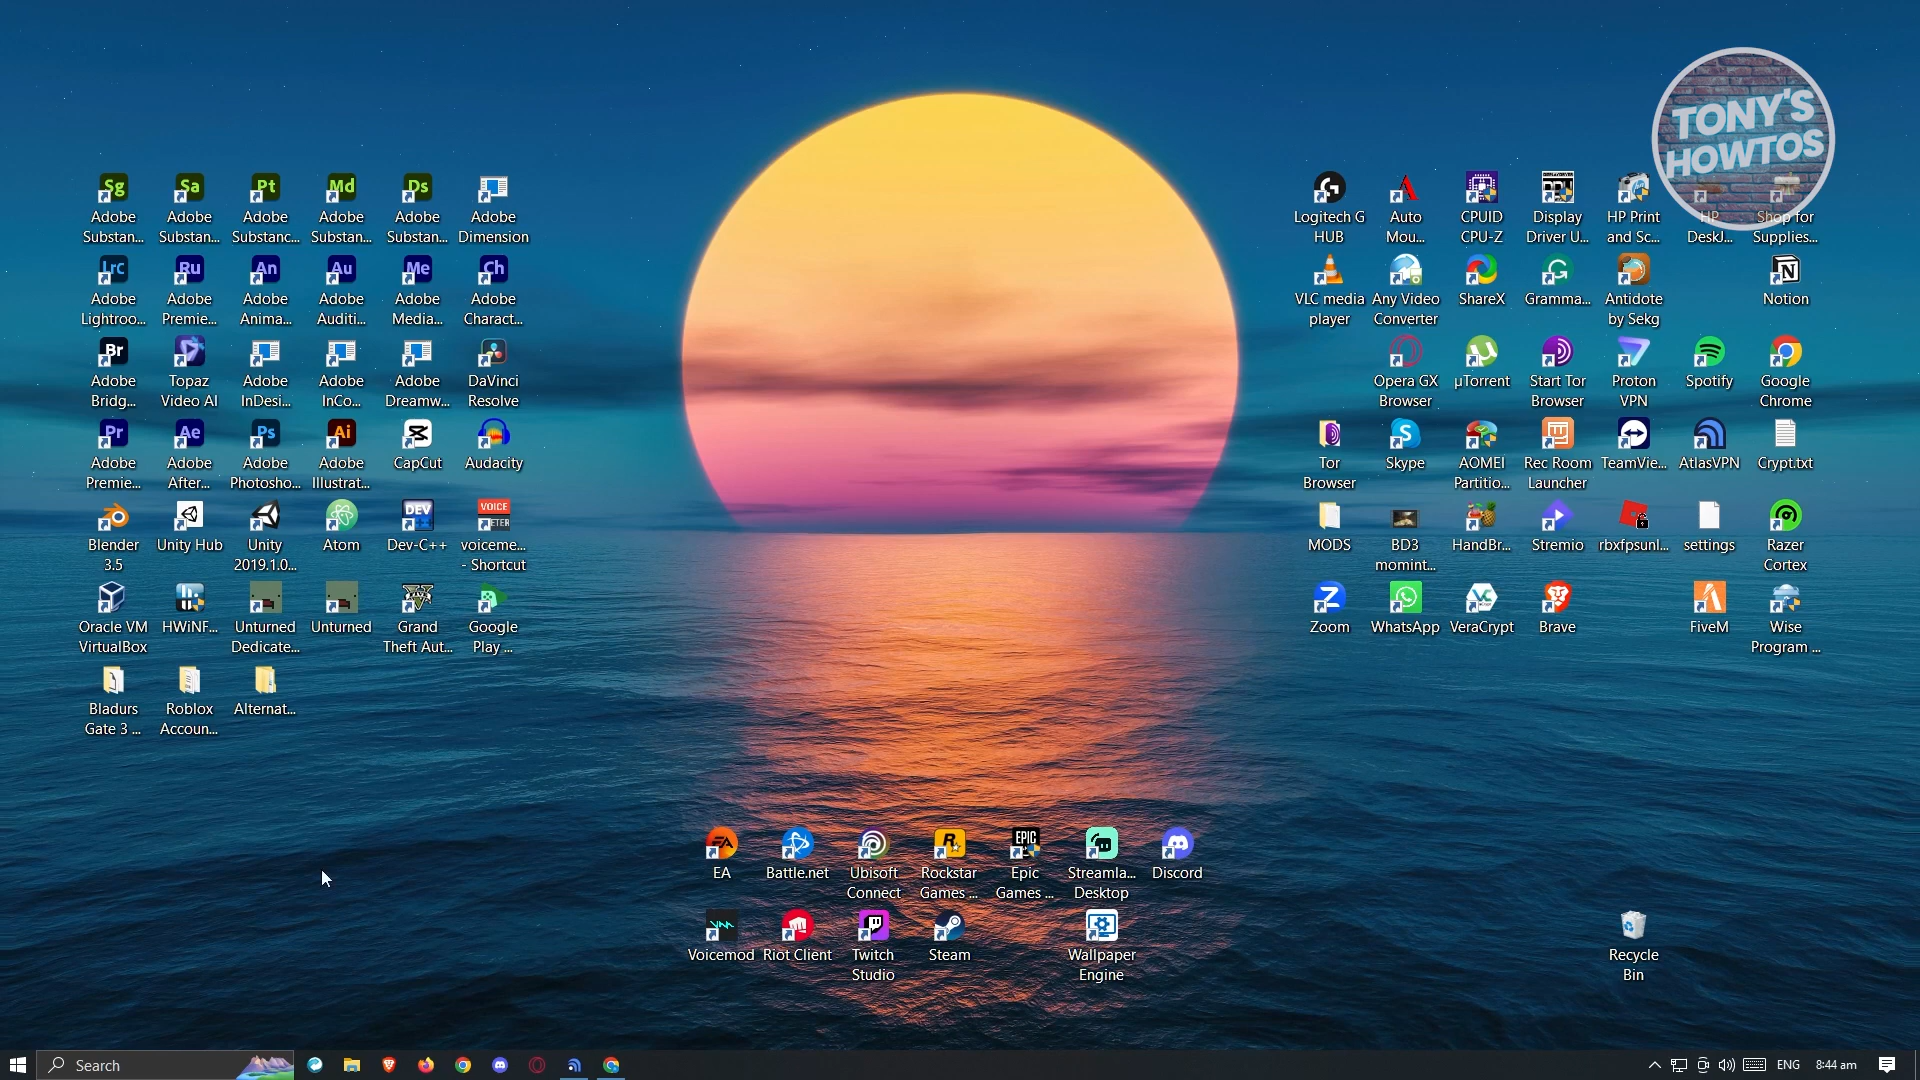 TONY'S
HOWTOS
Adobe
Substan...
Adobe
Substan...
Adobe
Substanc...
Adobe
Substan...
Adobe
Substan...
Adobe
Dimension
Logitech G
HUB
Auto
Mou...
CPUID
CPU-Z
Display
Driver U...
HP Print
and Sc...
HP
DeskJ...
Shop for
Supplies...
Adobe
Lightroo...
Adobe
Premie...
Adobe
Anima...
Adobe
Auditi...
Adobe
Media...
Adobe
Charact...
VLC media
player
Any Video
Converter
ShareX
Gramma...
Antidote
by Sekg
Notion
Adobe
Bridg...
Topaz
Video AI
Adobe
InDesi...
Adobe
InCo...
Adobe
Dreamw...
DaVinci
Resolve
Opera GX
Browser
µTorrent
Start Tor
Browser
Proton
VPN
Spotify
Google
Chrome
Adobe
Premie...
Adobe
After...
Adobe
Photosho...
Adobe
Illustrat...
CapCut
Audacity
Tor
Browser
Skype
AOMEI
Partitio...
Rec Room
Launcher
TeamVie...
AtlasVPN
Crypt.txt
Blender
3.5
Unity Hub
Unity
2019.1.0...
Atom
Dev-C++
voiceme...
- Shortcut
MODS
BD3
momint...
HandBr...
Stremio
rbxfpsunl...
settings
Razer
Cortex
Oracle VM
VirtualBox
HWiNF...
Unturned
Dedicate...
Unturned
Grand
Theft Aut...
Google
Play ...
Zoom
WhatsApp
VeraCrypt
Brave
FiveM
Wise
Program ...
Bladurs
Gate 3 ...
Roblox
Accoun...
Alternat...
EA
Battle.net
Ubisoft
Connect
Rockstar
Games ...
Epic
Games ...
Streamla...
Desktop
Discord
Voicemod
Riot Client
Twitch
Studio
Steam
Wallpaper
Engine
Recycle
Bin
Search
ENG
8:44 am